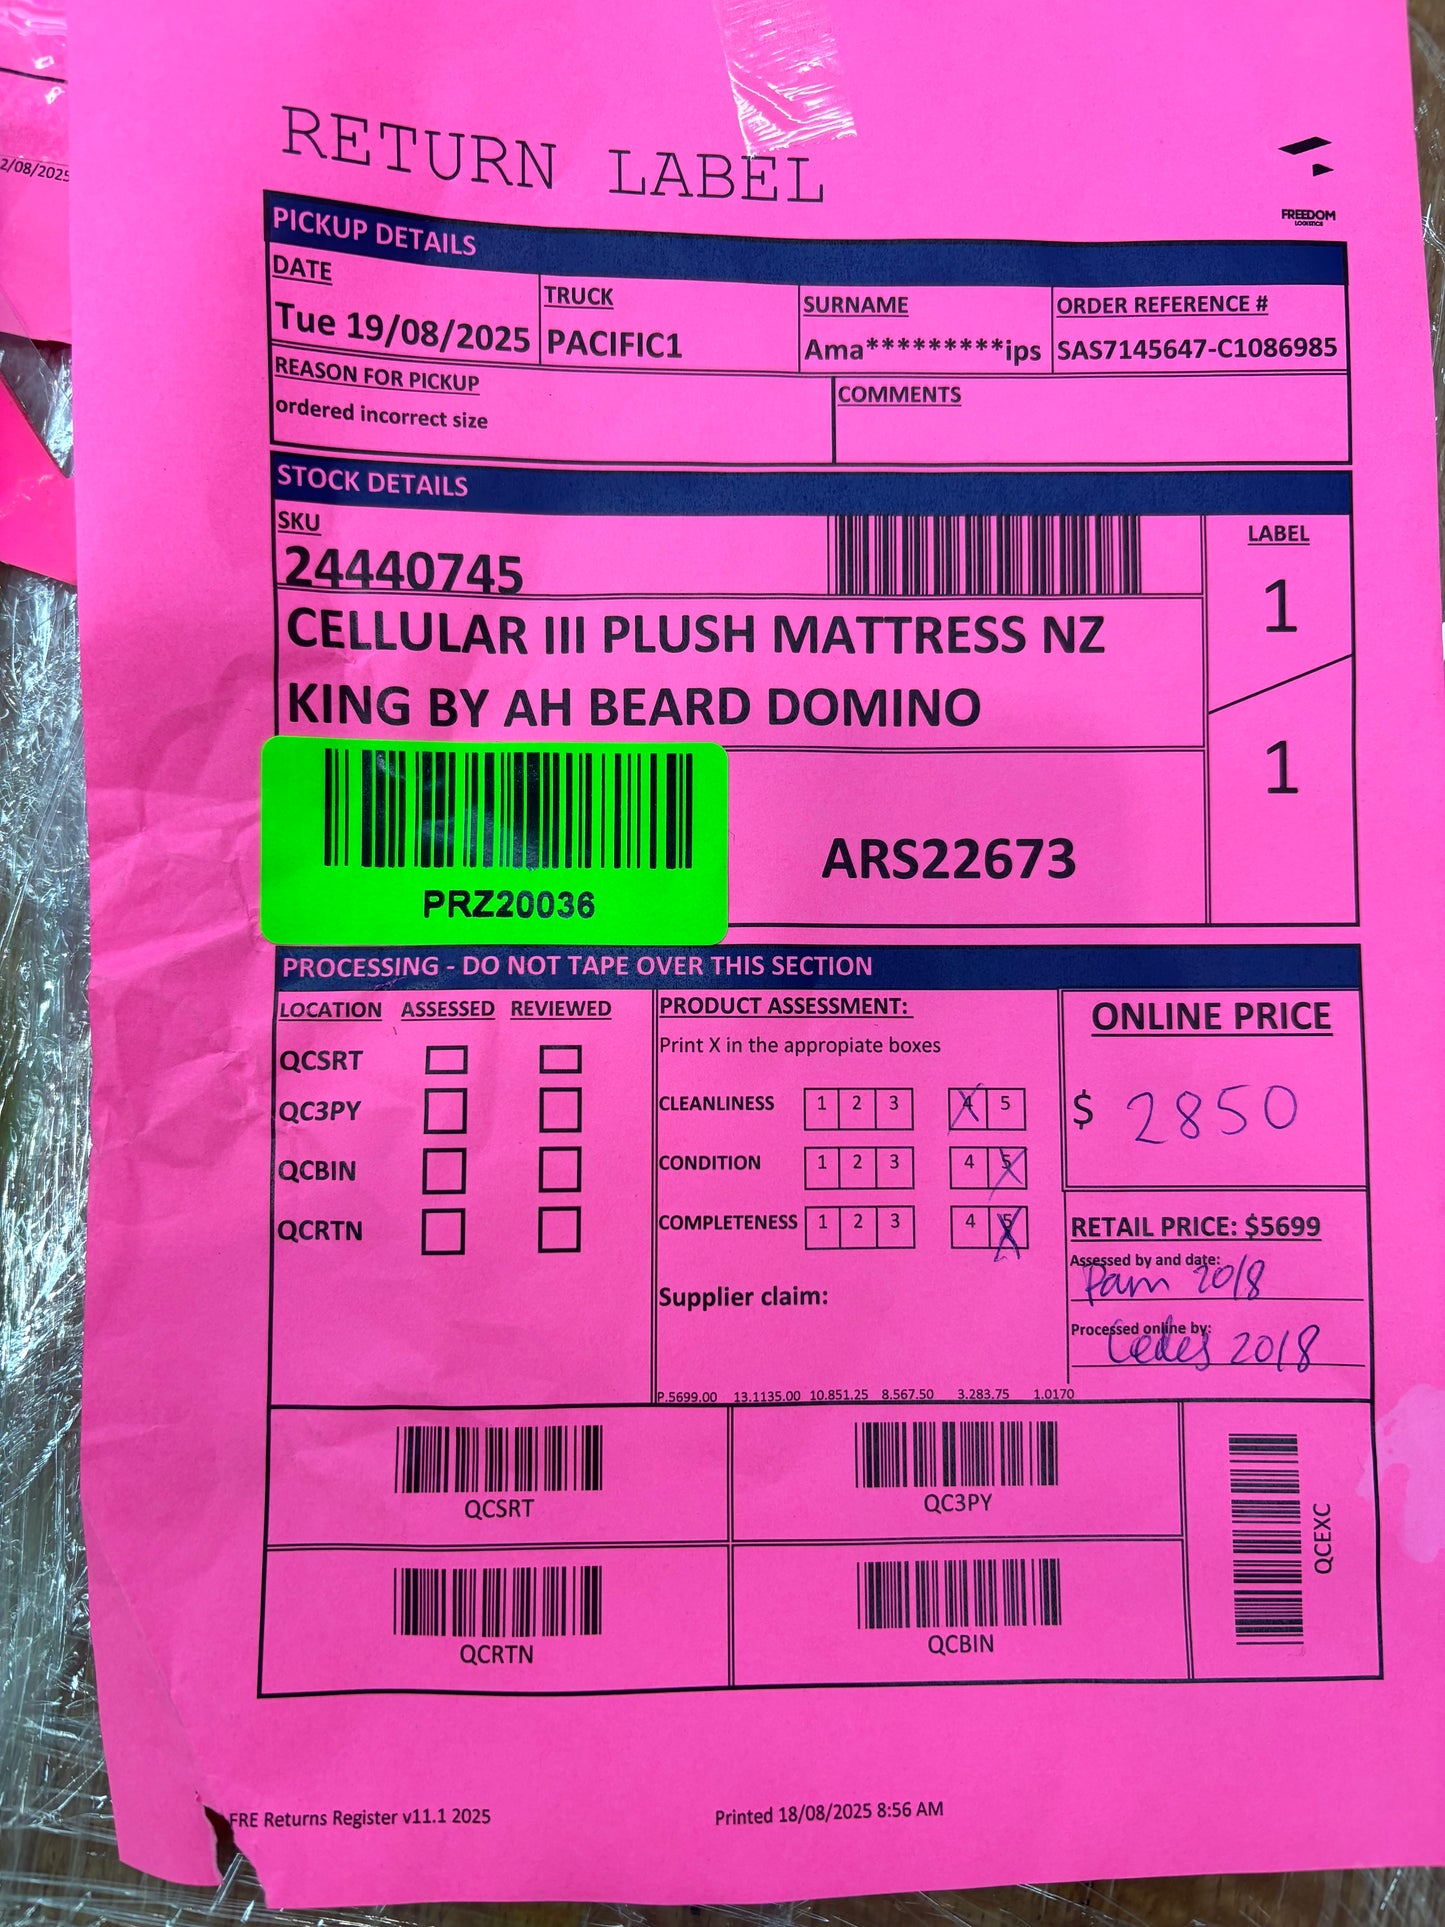 2/08/2025
RETURN LABEL
FREEDOM
LOGISTICS
PICKUP DETAILS
DATE
Tue 19/08/2025
TRUCK
PACIFIC1
SURNAME
Ama*********ips
ORDER REFERENCE #
SAS7145647-C1086985
REASON FOR PICKUP
ordered incorrect size
COMMENTS
STOCK DETAILS
SKU
24440745
LABEL
1
1
CELLULAR III PLUSH MATTRESS NZ
KING BY AH BEARD DOMINO
PRZ20036
ARS22673
PROCESSING - DO NOT TAPE OVER THIS SECTION
LOCATION ASSESSED REVIEWED
QCSRT
QC3PY
QCBIN
QCRTN
PRODUCT ASSESSMENT:
Print X in the appropiate boxes
CLEANLINESS 1 2 3 4 5
CONDITION 1 2 3 4 5
COMPLETENESS 1 2 3 4 5
Supplier claim:
P.5699.00 13.1135.00 10.851.25 8.567.50 3.283.75 1.0170
ONLINE PRICE
$ 2850
RETAIL PRICE: $5699
Assessed by and date:
Pam 20/8
Processed online by:
Cedes 20/8
QCSRT
QC3PY
QCRTN
QCBIN
QCEXC
FRE Returns Register v11.1 2025
Printed 18/08/2025 8:56 AM